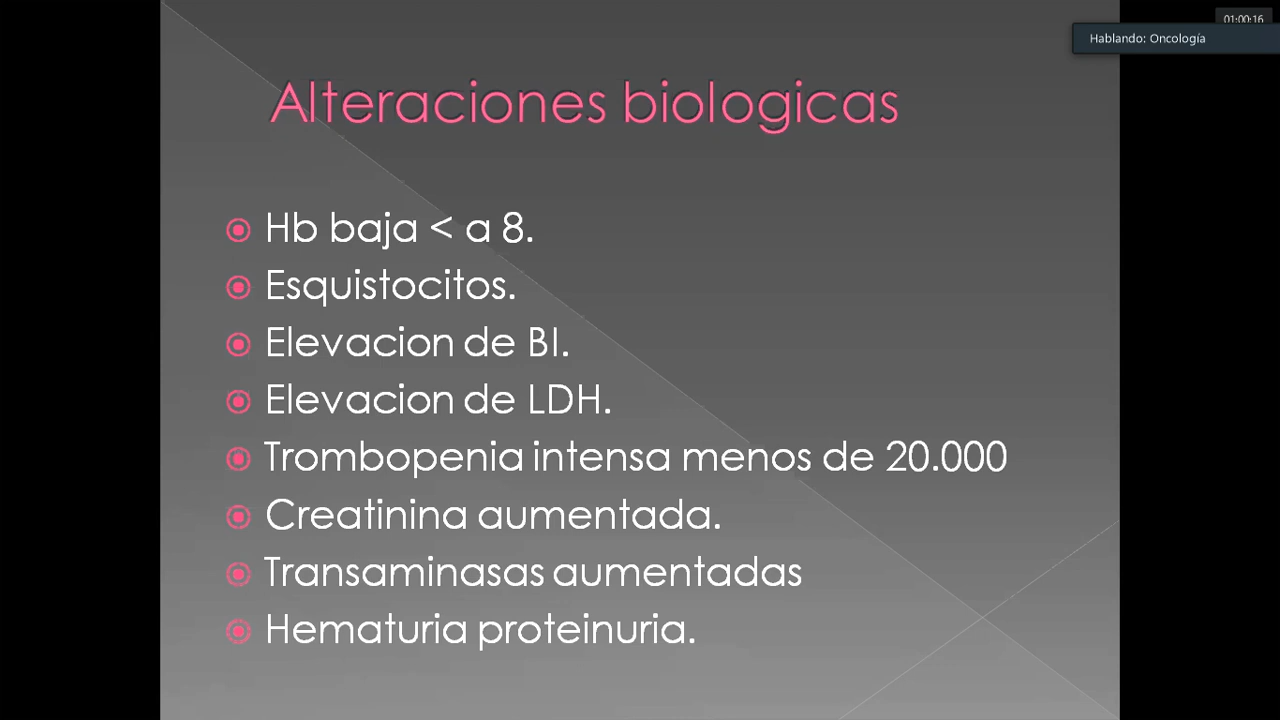 01:00:16
Hablando: Oncología
Alteraciones biologicas
Hb baja < a 8.
Esquistocitos.
Elevacion de BI.
Elevacion de LDH.
Trombopenia intensa menos de 20.000
Creatinina aumentada.
Transaminasas aumentadas
Hematuria proteinuria.